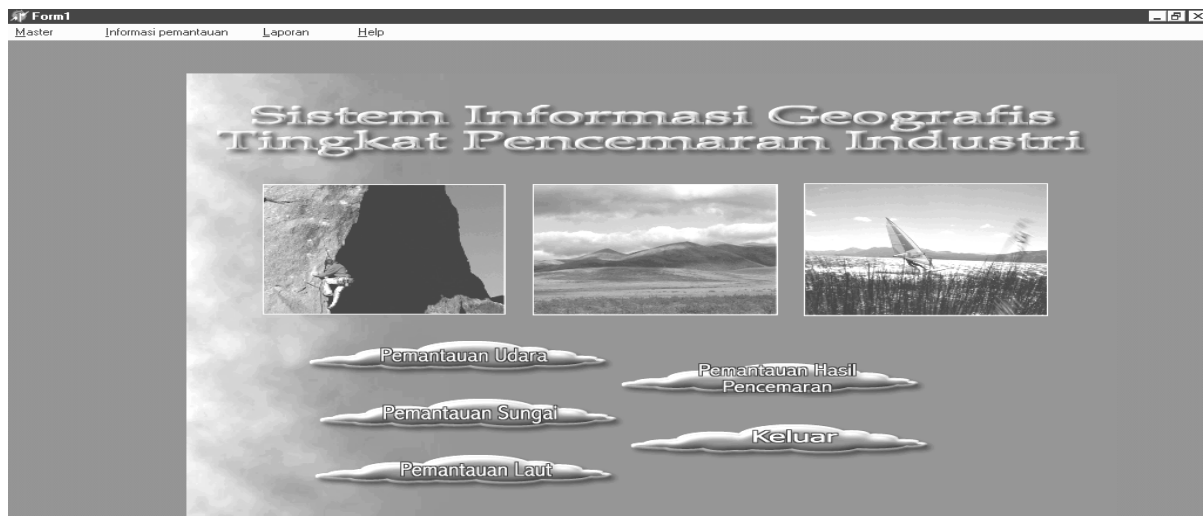 Form1
Master Informasi pemantauan Laporan Help
Sistem Informasi Geografis
Tingkat Pencemaran Industri
Pemantauan Udara
Pemantauan Hasil
Pencemaran
Pemantauan Sungai
Keluar
Pemantauan Laut